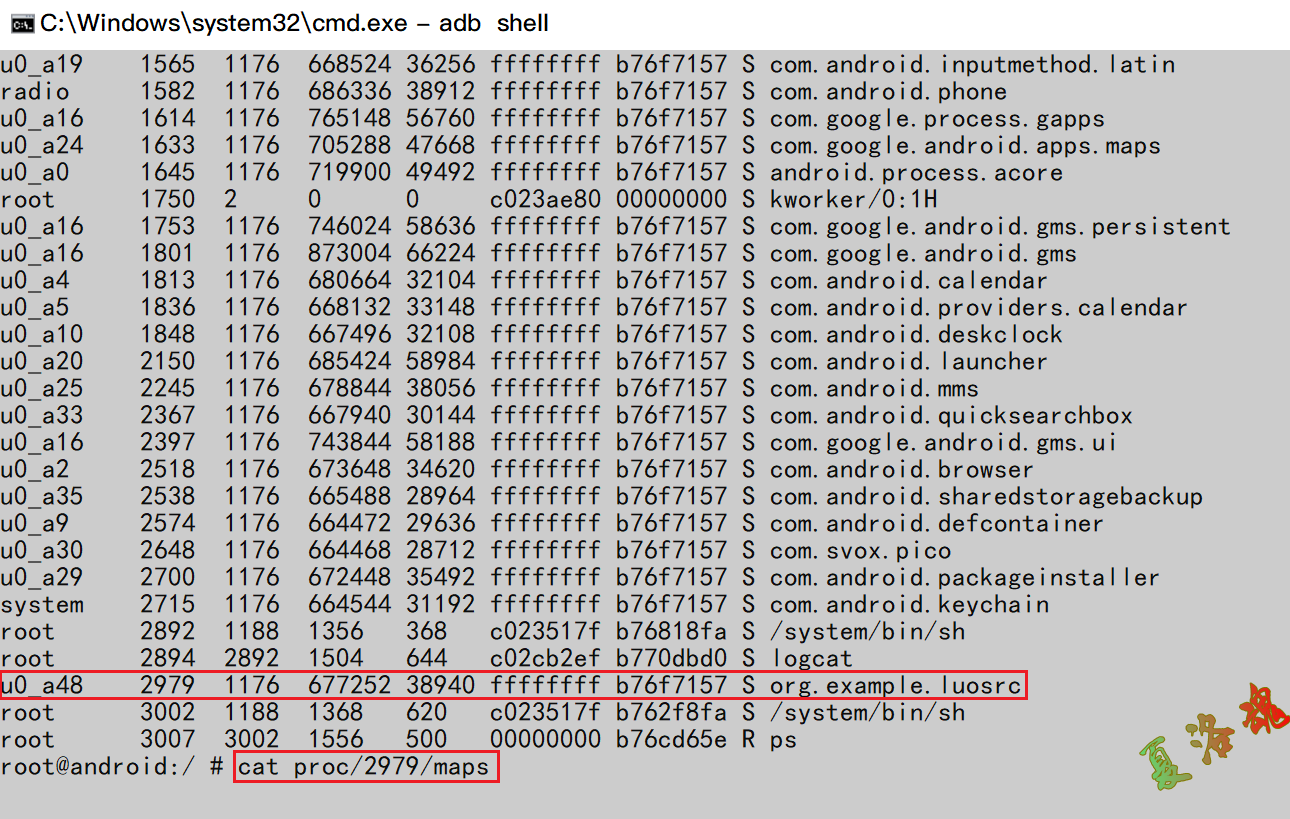 C:\Windows\system32\cmd.exe - adb shell
u0_a19 1565 1176 668524 36256 ffffffff b76f7157 S com.android.inputmethod.latin
radio 1582 1176 686336 38912 ffffffff b76f7157 S com.android.phone
u0_a16 1614 1176 765148 56760 ffffffff b76f7157 S com.google.process.gapps
u0_a24 1633 1176 705288 47668 ffffffff b76f7157 S com.google.android.apps.maps
u0_a0 1645 1176 719900 49492 ffffffff b76f7157 S android.process.acore
root 1750 2 0 0 c023ae80 00000000 S kworker/0:1H
u0_a16 1753 1176 746024 58636 ffffffff b76f7157 S com.google.android.gms.persistent
u0_a16 1801 1176 873004 66224 ffffffff b76f7157 S com.google.android.gms
u0_a4 1813 1176 680664 32104 ffffffff b76f7157 S com.android.calendar
u0_a5 1836 1176 668132 33148 ffffffff b76f7157 S com.android.providers.calendar
u0_a10 1848 1176 667496 32108 ffffffff b76f7157 S com.android.deskclock
u0_a20 2150 1176 685424 58984 ffffffff b76f7157 S com.android.launcher
u0_a25 2245 1176 678844 38056 ffffffff b76f7157 S com.android.mms
u0_a33 2367 1176 667940 30144 ffffffff b76f7157 S com.android.quicksearchbox
u0_a16 2397 1176 743844 58188 ffffffff b76f7157 S com.google.android.gms.ui
u0_a2 2518 1176 673648 34620 ffffffff b76f7157 S com.android.browser
u0_a35 2538 1176 665488 28964 ffffffff b76f7157 S com.android.sharedstoragebackup
u0_a9 2574 1176 664472 29636 ffffffff b76f7157 S com.android.defcontainer
u0_a30 2648 1176 664468 28712 ffffffff b76f7157 S com.svox.pico
u0_a29 2700 1176 672448 35492 ffffffff b76f7157 S com.android.packageinstaller
system 2715 1176 664544 31192 ffffffff b76f7157 S com.android.keychain
root 2892 1188 1356 368 c023517f b76818fa S /system/bin/sh
root 2894 2892 1504 644 c02cb2ef b770dbd0 S logcat
u0_a48 2979 1176 677252 38940 ffffffff b76f7157 S org.example.luosrc
root 3002 1188 1368 620 c023517f b762f8fa S /system/bin/sh
root 3007 3002 1556 500 00000000 b76cd65e R ps
root@android:/ # cat proc/2979/maps
夏洛魂